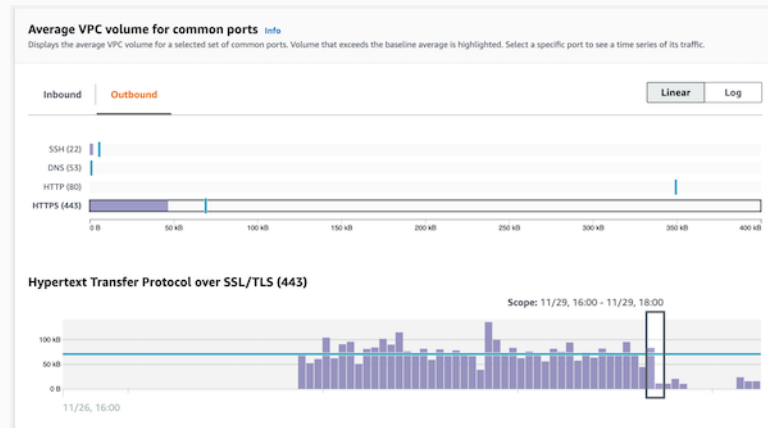 Average VPC volume for common ports Info
Displays the average VPC volume for a selected set of common ports. Volume that exceeds the baseline average is highlighted. Select a specific port to see a time series of its traffic.
Inbound Outbound Linear Log
SSH (22)
DNS (53)
HTTP (80)
HTTPS (443)
0 B 50 kB 100 kB 150 kB 200 kB 250 kB 300 kB 350 kB 400 kB
Hypertext Transfer Protocol over SSL/TLS (443)
Scope: 11/29, 16:00 - 11/29, 18:00
100 kB
50 kB
0 B
11/26, 16:00